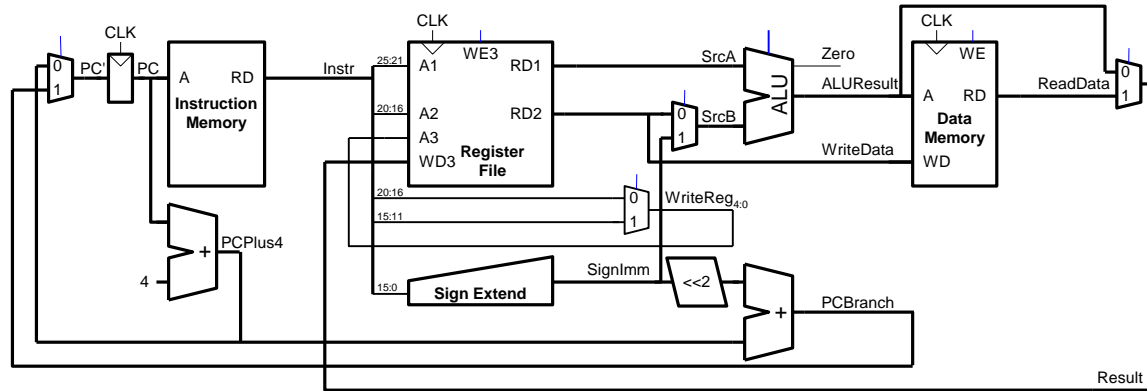 CLK
CLK
CLK
0
1
PC'
PC
A
RD
Instruction
Memory
Instr
25:21
20:16
A1
A2
A3
WD3
WE3
RD1
RD2
Register
File
SrcA
0
1
SrcB
ALU
Zero
ALUResult
WriteData
A
RD
Data
Memory
WD
WE
ReadData
0
1
20:16
15:11
0
1
WriteReg4:0
4
+
PCPlus4
15:0
Sign Extend
SignImm
<<2
+
PCBranch
Result